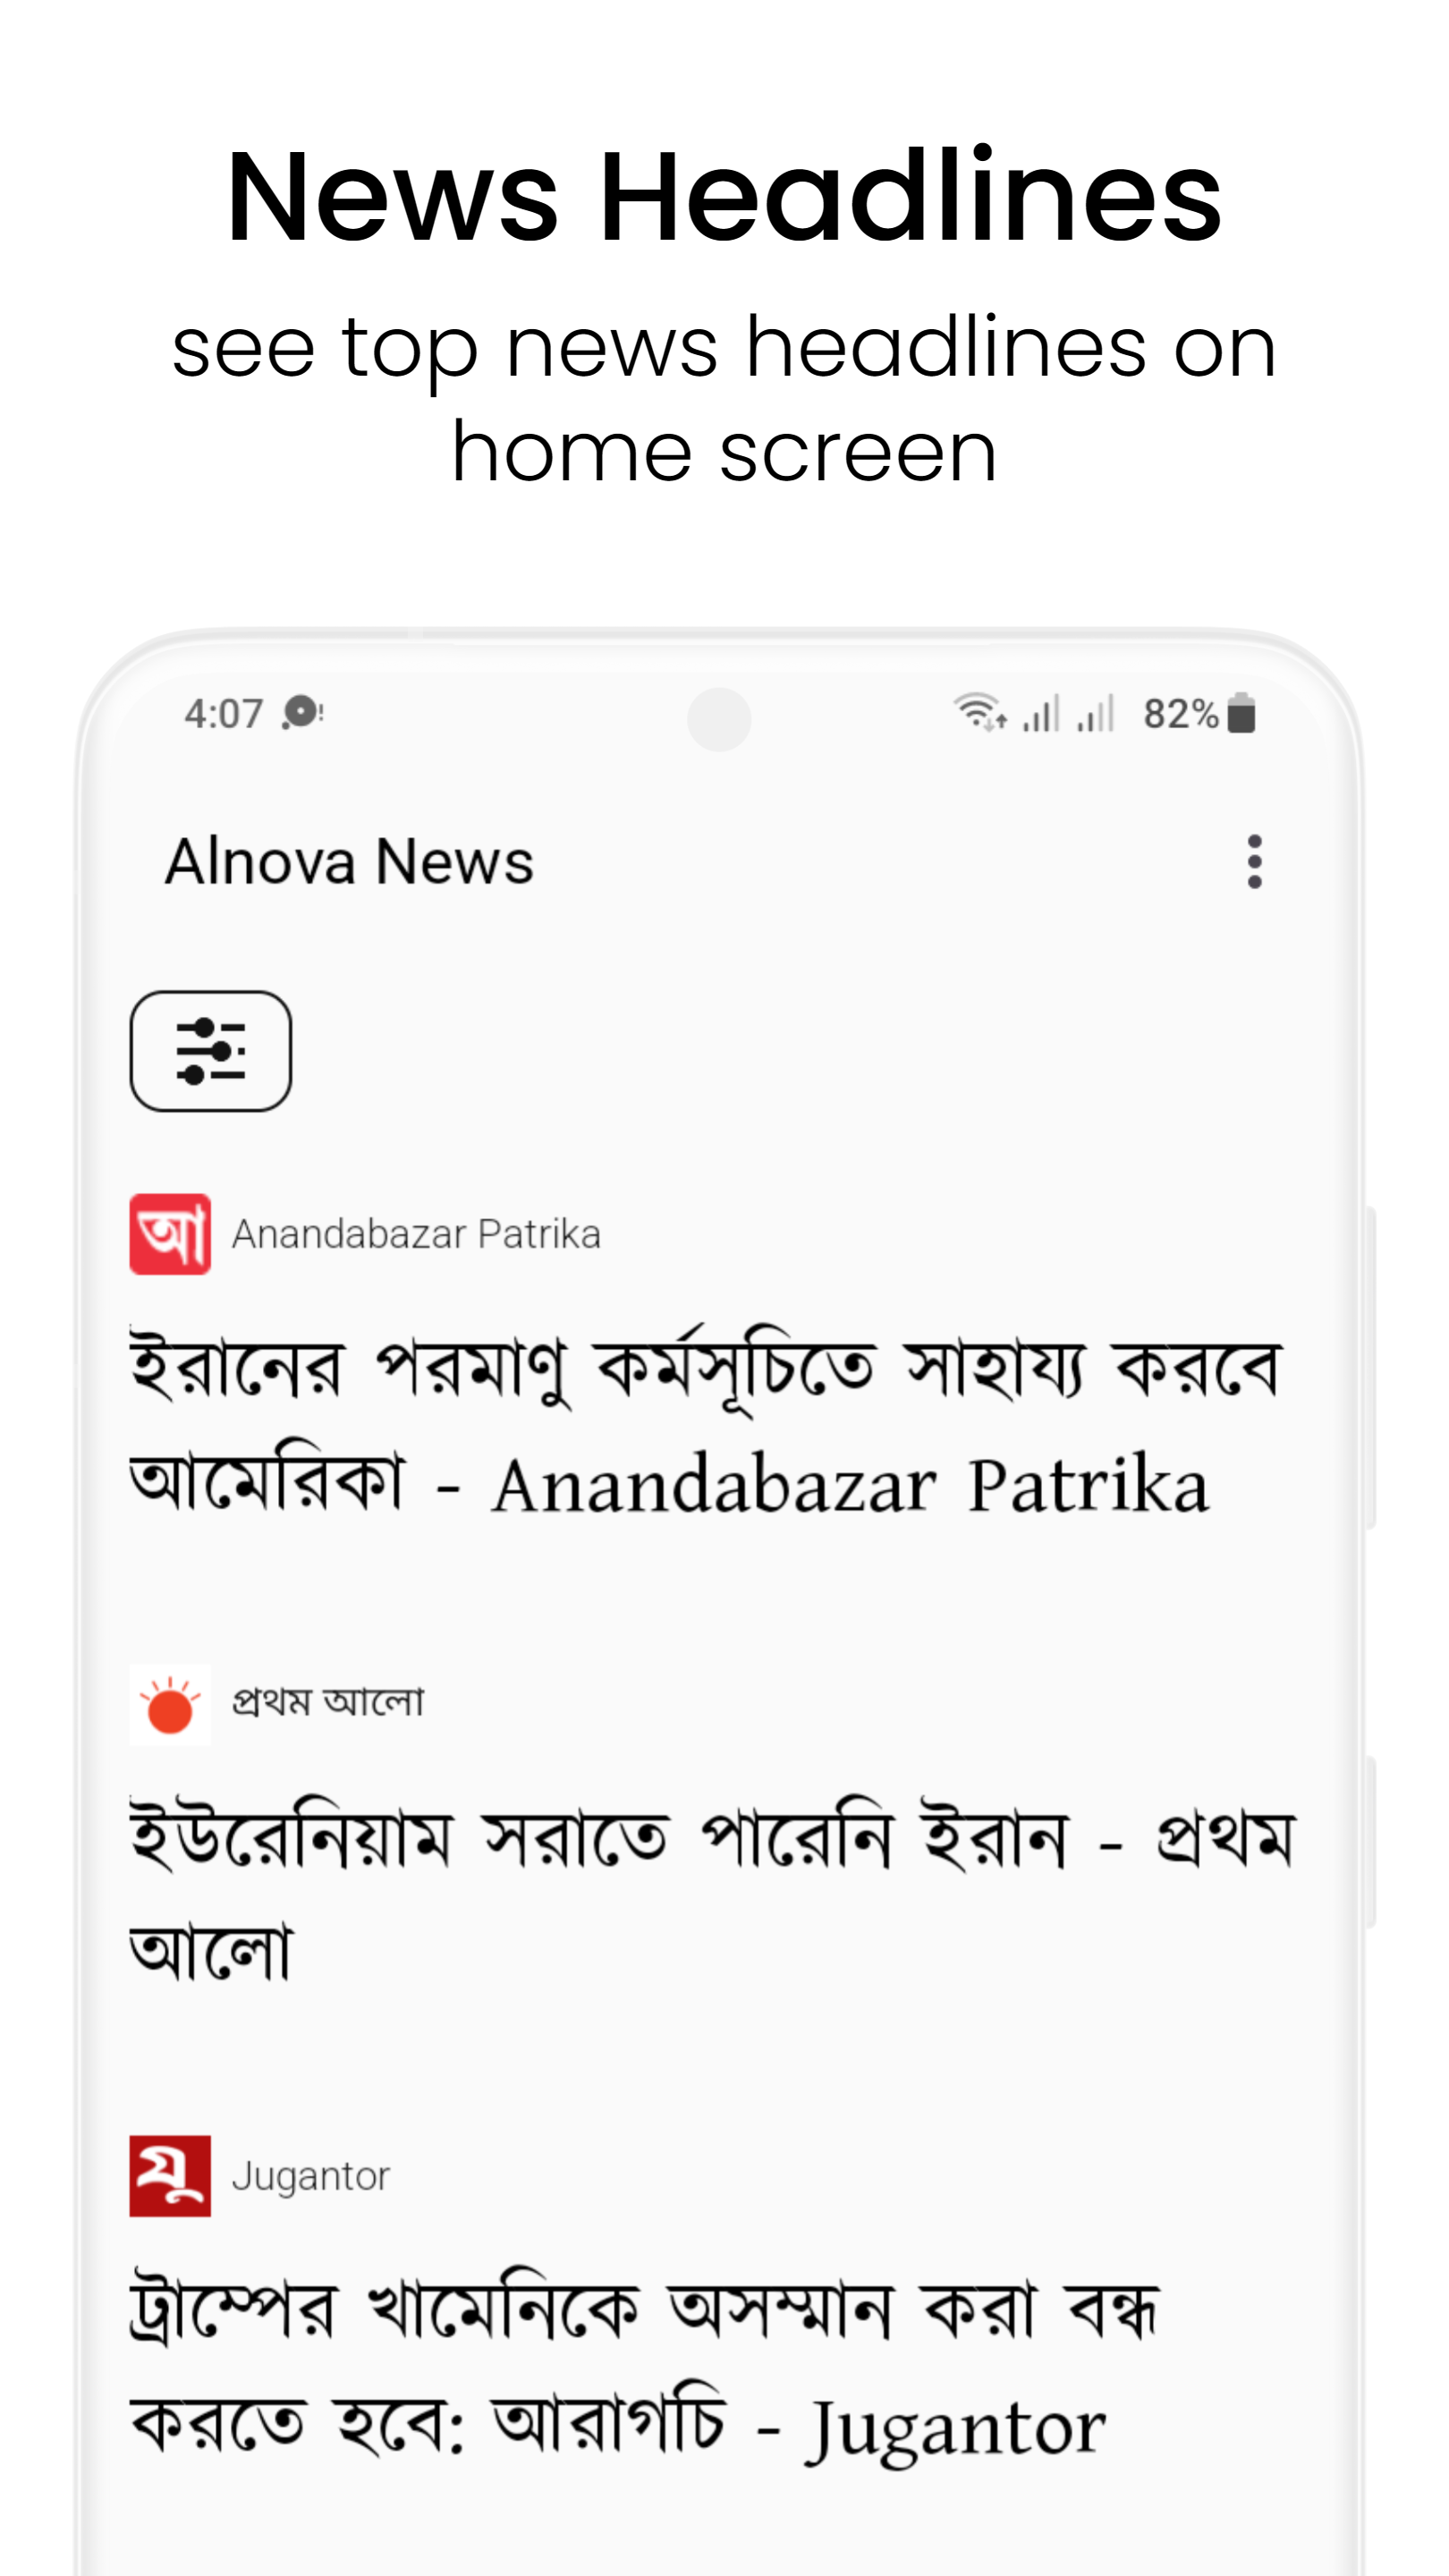 News Headlines
see top news headlines on
home screen
4:07
82%
Alnova News
আ Anandabazar Patrika
ইরানের পরমাণু কর্মসূচিতে সাহায্য করবে
আমেরিকা - Anandabazar Patrika
প্রথম আলো
ইউরেনিয়াম সরাতে পারেনি ইরান - প্রথম
আলো
যু Jugantor
ট্রাম্পের খামেনিকে অসম্মান করা বন্ধ
করতে হবে: আরাগচি - Jugantor